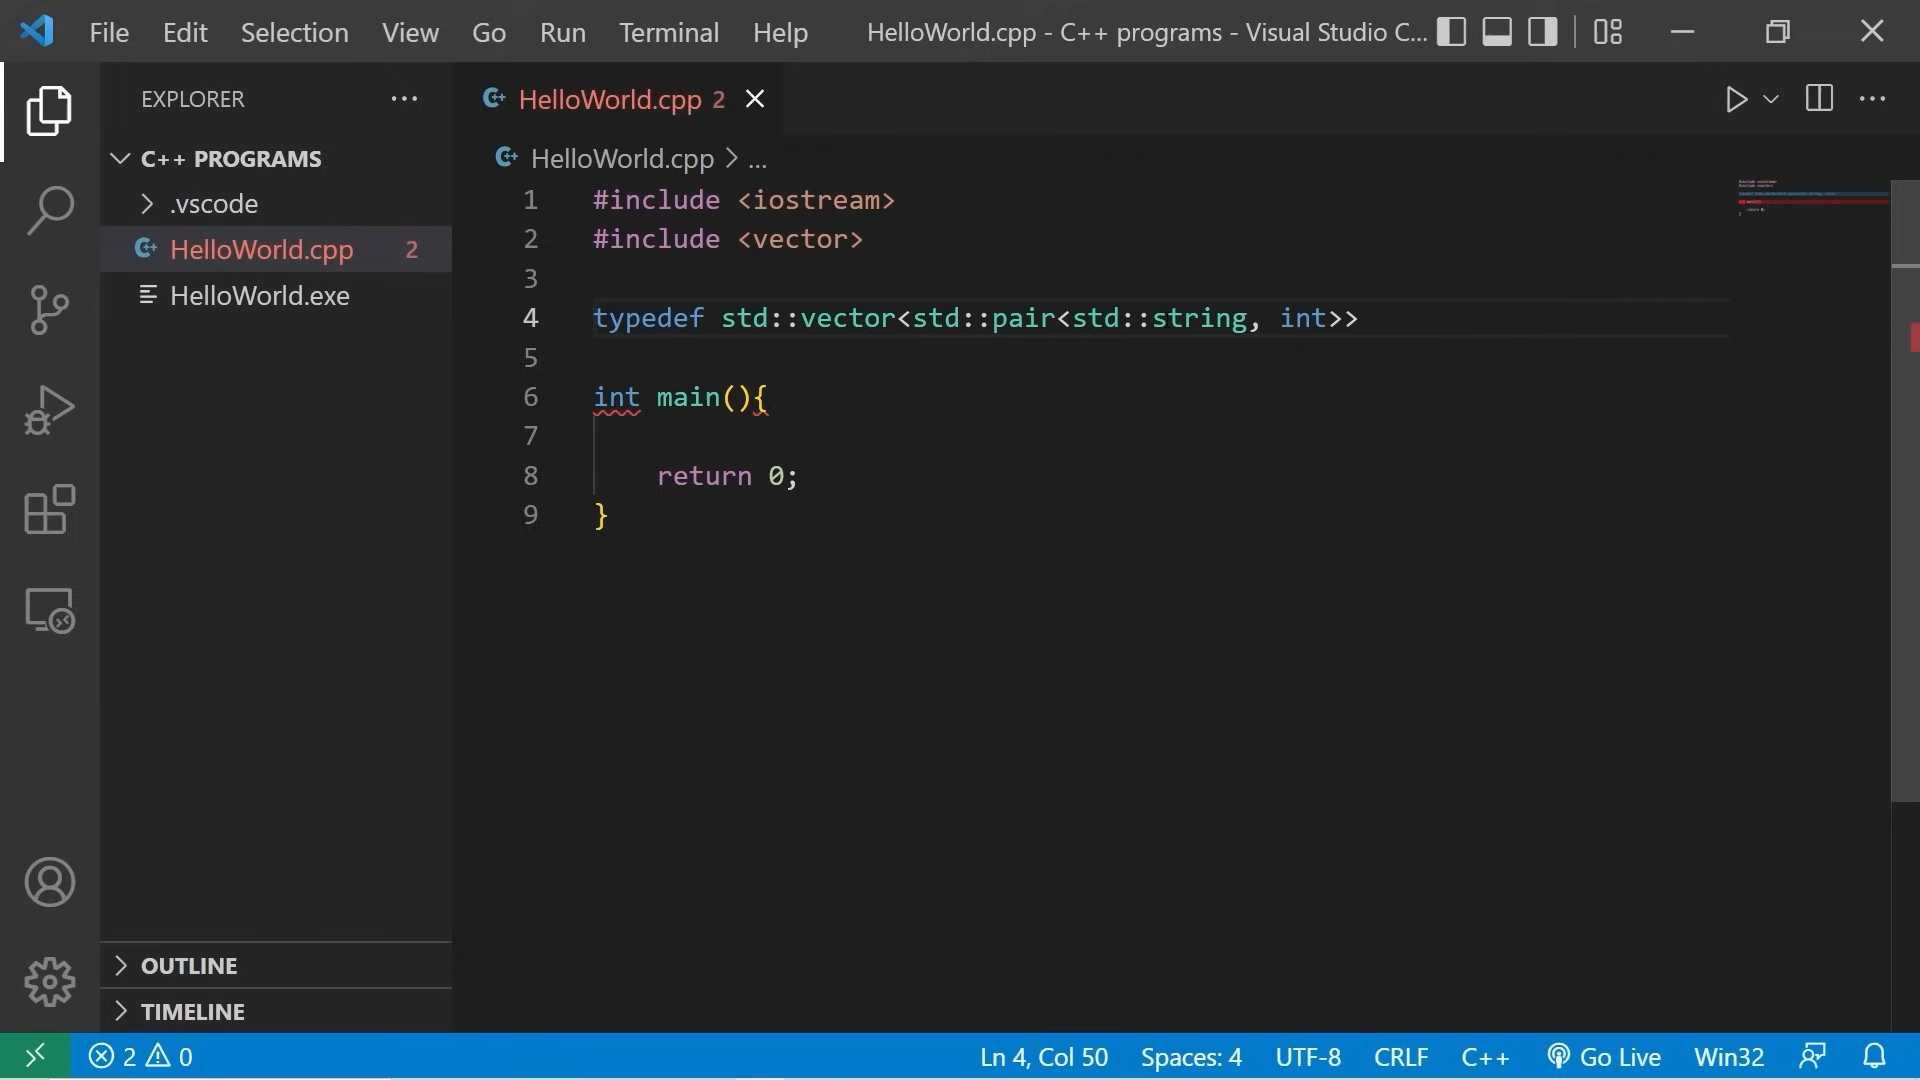 File Edit Selection View Go Run Terminal Help HelloWorld.cpp - C++ programs - Visual Studio C...
EXPLORER
C++ PROGRAMS
.vscode
HelloWorld.cpp 2
HelloWorld.exe
OUTLINE
TIMELINE
HelloWorld.cpp 2
HelloWorld.cpp > ...
1 #include <iostream>
2 #include <vector>
3
4 typedef std::vector<std::pair<std::string, int>>
5
6 int main(){
7
8 return 0;
9 }
2 0 Ln 4, Col 50 Spaces: 4 UTF-8 CRLF C++ Go Live Win32